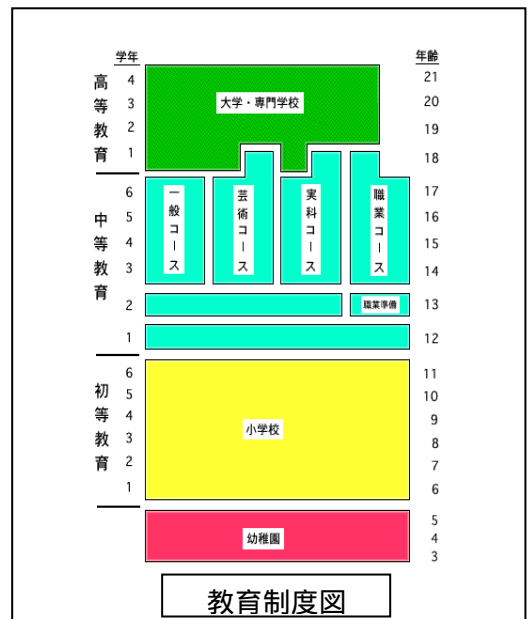 学年
年齢
高等教育
4
3
2
1
大学・専門学校
21
20
19
18
中等教育
6
5
4
3
2
1
一般コース
芸術コース
実科コース
職業コース
職業準備
17
16
15
14
13
12
初等教育
6
5
4
3
2
1
小学校
11
10
9
8
7
6
幼稚園
5
4
3
教育制度図